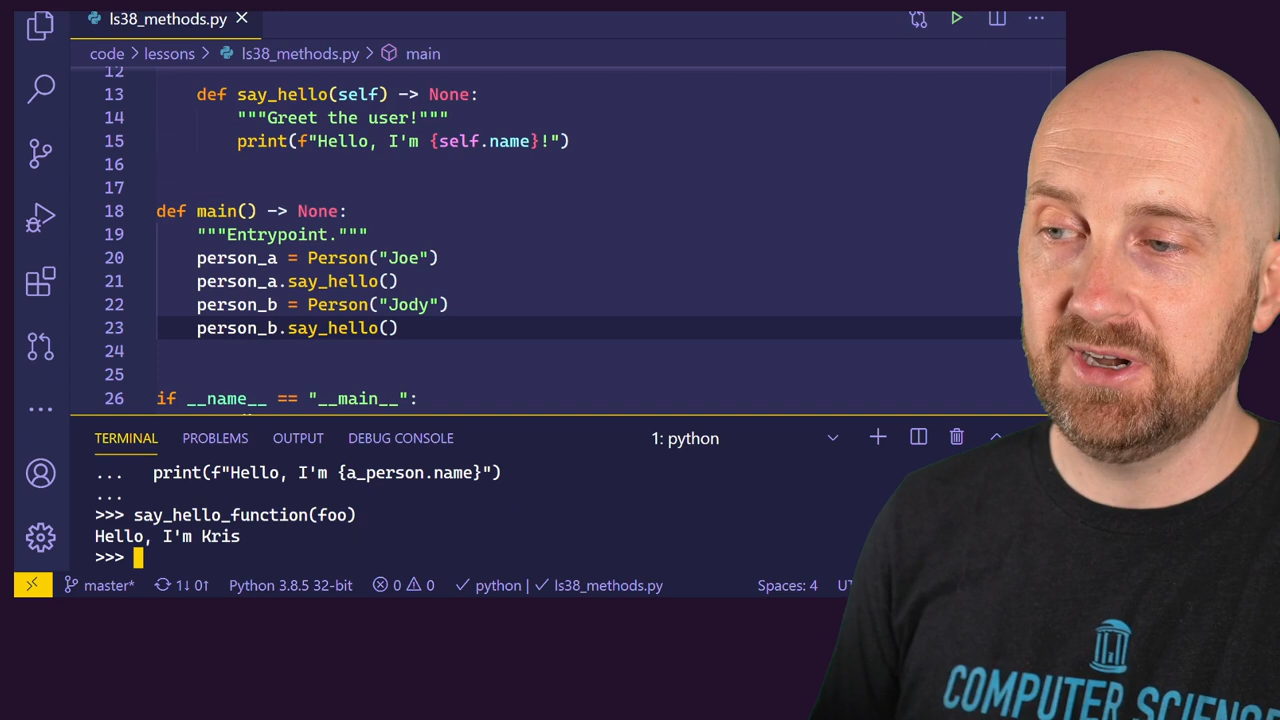 ls38_methods.py
code > lessons > ls38_methods.py > main
12
13 def say_hello(self) -> None:
14 """Greet the user!"""
15 print(f"Hello, I'm {self.name}!")
16
17
18 def main() -> None:
19 """Entrypoint."""
20 person_a = Person("Joe")
21 person_a.say_hello()
22 person_b = Person("Jody")
23 person_b.say_hello()
24
25
26 if __name__ == "__main__":
TERMINAL PROBLEMS OUTPUT DEBUG CONSOLE 1: python
... print(f"Hello, I'm {a_person.name}")
...
>>> say_hello_function(foo)
Hello, I'm Kris
>>>
master* 1↓ 0↑ Python 3.8.5 32-bit 0 0 ✓ python | ✓ ls38_methods.py Spaces: 4
COMPUTER SCIENCE